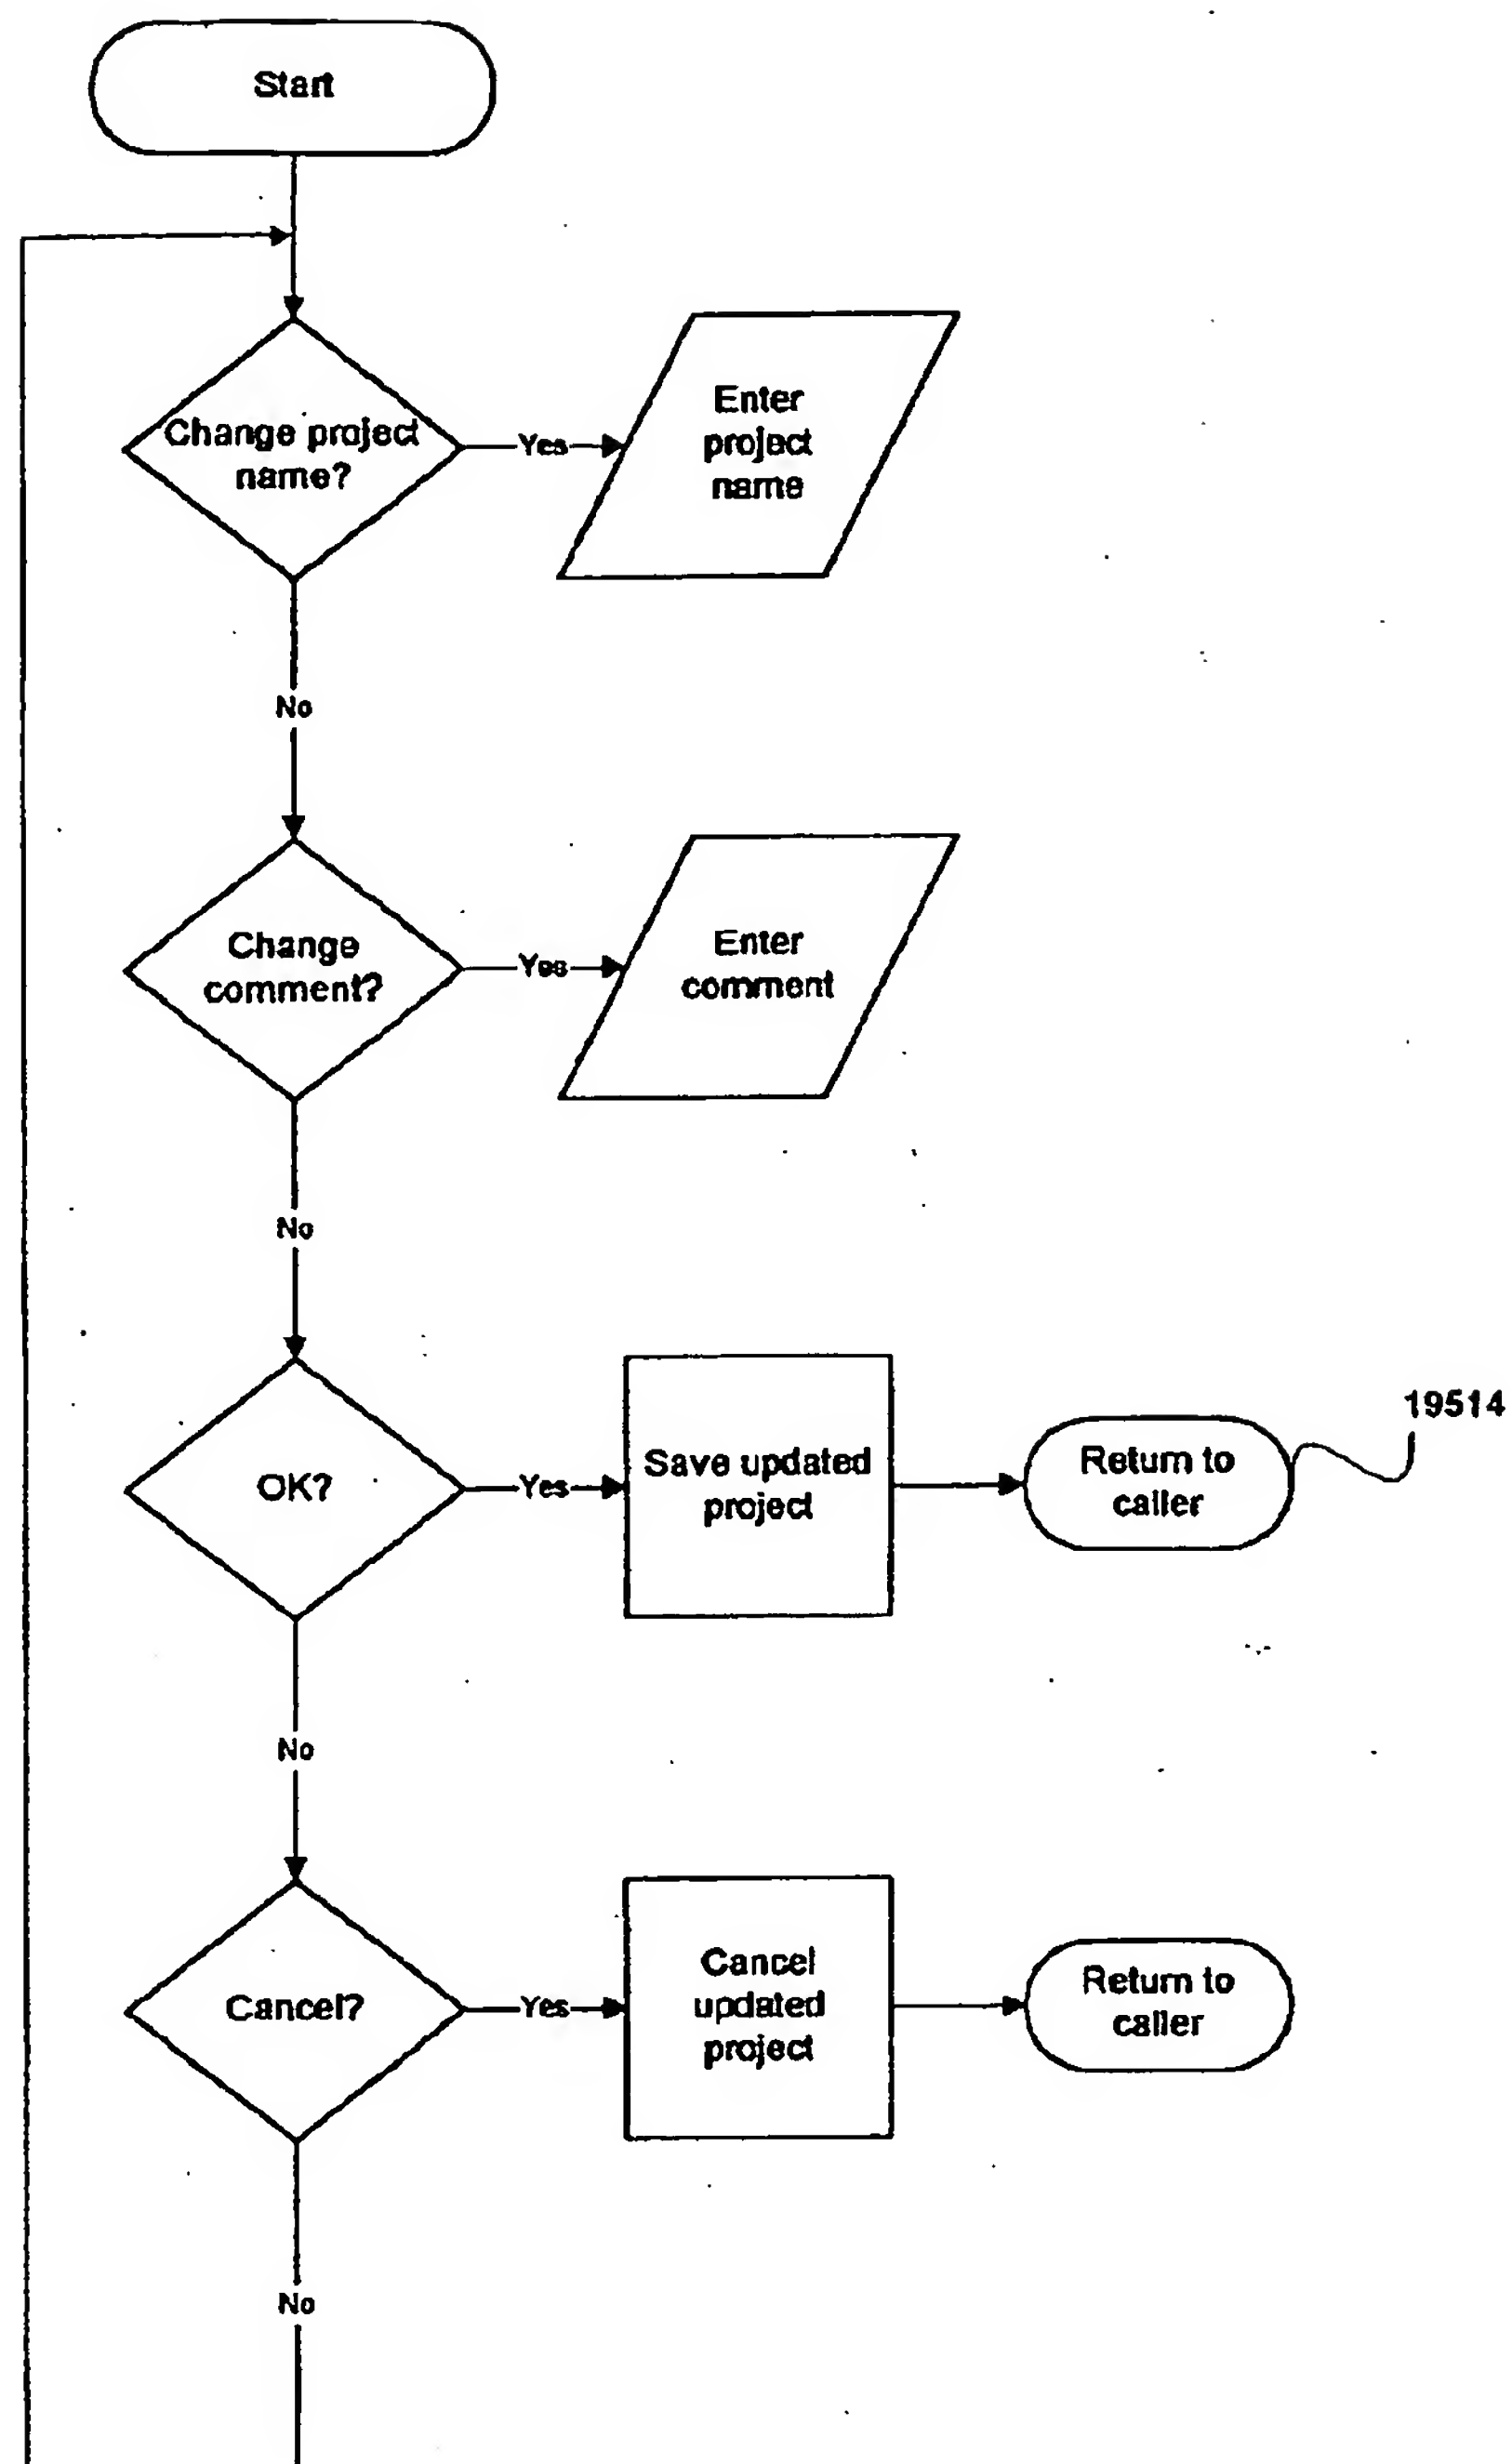 Start
Change project
name?
Yes
Enter
project
name
No
Change
comment?
Yes
Enter
comment
No
OK?
Yes
Save updated
project
Return to
caller
19514
No
Cancel?
Yes
Cancel
updated
project
Return to
caller
No